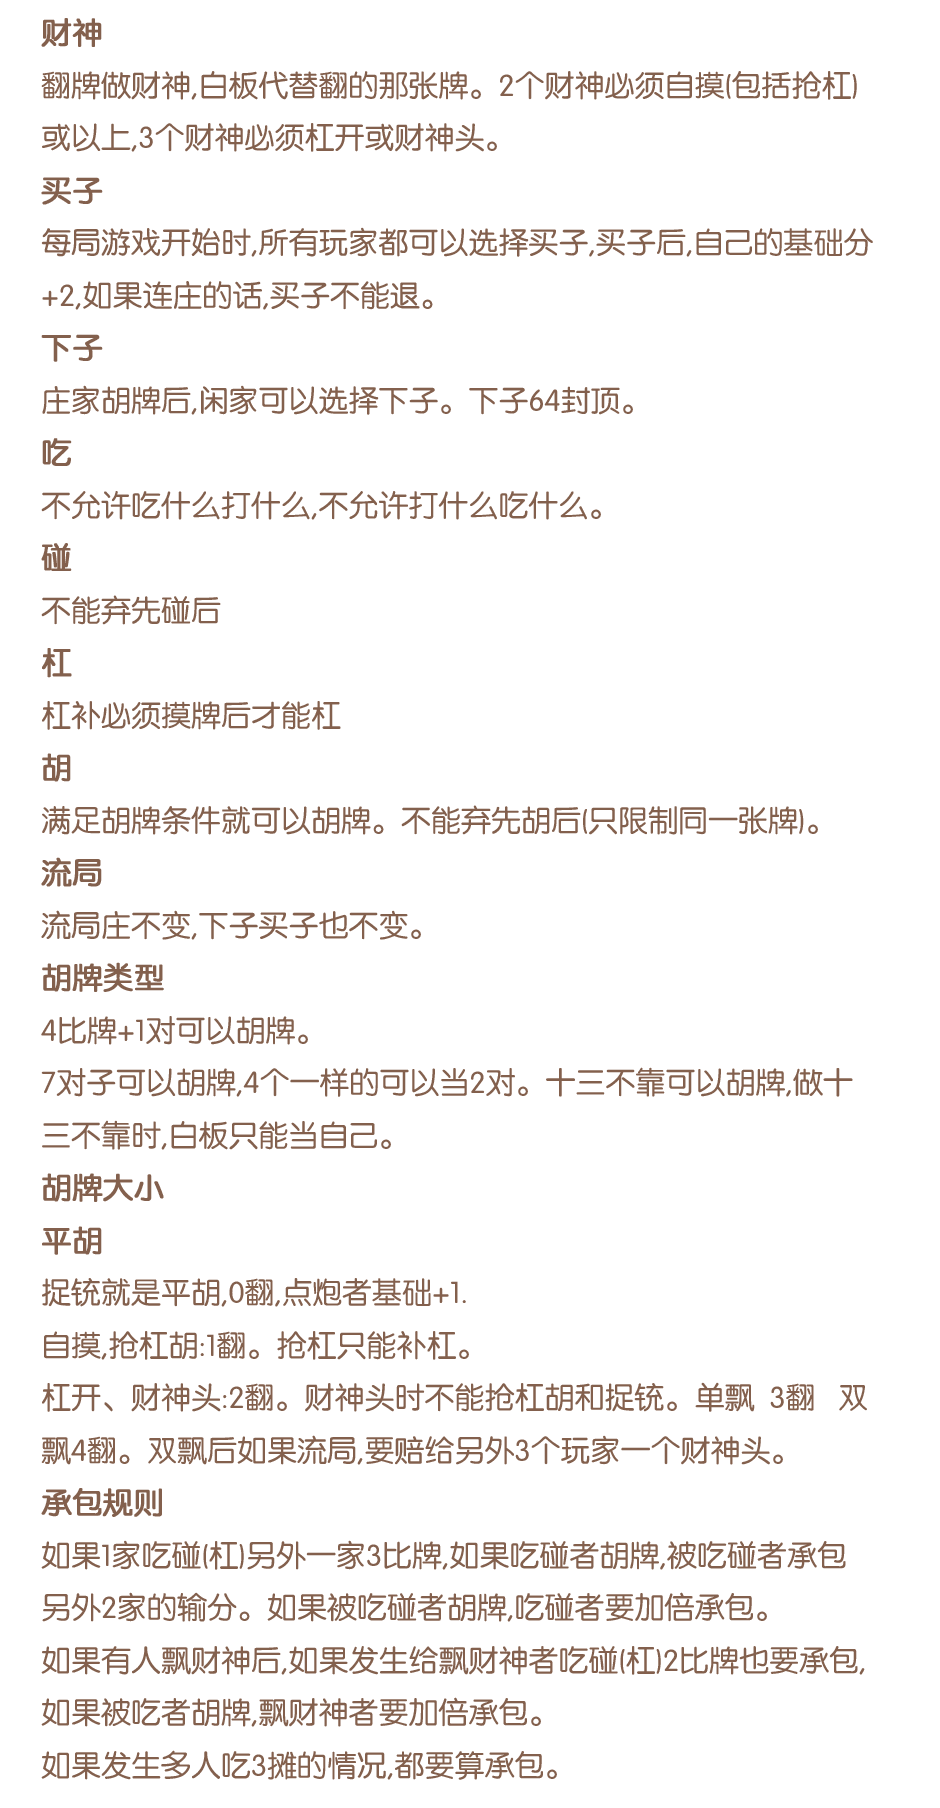 财神
翻牌做财神,白板代替翻的那张牌。2个财神必须自摸(包括抢杠)
或以上,3个财神必须杠开或财神头。
买子
每局游戏开始时,所有玩家都可以选择买子,买子后,自己的基础分
+2,如果连庄的话,买子不能退。
下子
庄家胡牌后,闲家可以选择下子。下子64封顶。
吃
不允许吃什么打什么,不允许打什么吃什么。
碰
不能弃先碰后
杠
杠补必须摸牌后才能杠
胡
满足胡牌条件就可以胡牌。不能弃先胡后(只限制同一张牌)。
流局
流局庄不变,下子买子也不变。
胡牌类型
4比牌+1对可以胡牌。
7对子可以胡牌,4个一样的可以当2对。十三不靠可以胡牌,做十
三不靠时,白板只能当自己。
胡牌大小
平胡
捉铳就是平胡,0翻,点炮者基础+1.
自摸,抢杠胡:1翻。抢杠只能补杠。
杠开、财神头:2翻。财神头时不能抢杠胡和捉铳。单飘 3翻 双
飘4翻。双飘后如果流局,要赔给另外3个玩家一个财神头。
承包规则
如果1家吃碰(杠)另外一家3比牌,如果吃碰者胡牌,被吃碰者承包
另外2家的输分。如果被吃碰者胡牌,吃碰者要加倍承包。
如果有人飘财神后,如果发生给飘财神者吃碰(杠)2比牌也要承包,
如果被吃者胡牌,飘财神者要加倍承包。
如果发生多人吃3摊的情况,都要算承包。